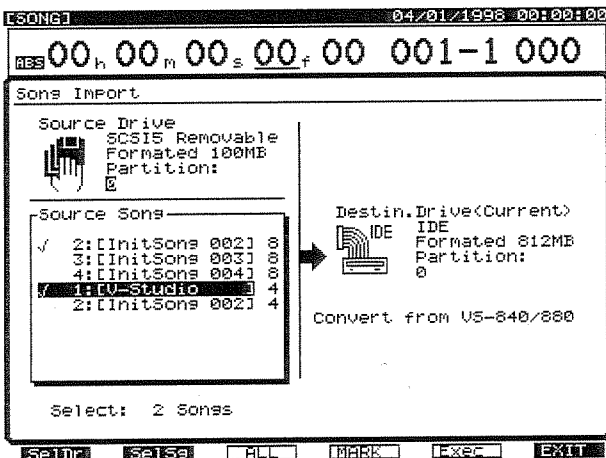 [SONG] 04/01/1998 00:00:00
ABS 00h 00m 00s 00f 00 001-1 000
Song Import
Source Drive
SCSI5 Removable
Formated 100MB
Partition:
0
Source Song
✓ 2:[InitSong 002] 8
3:[InitSong 003] 8
4:[InitSong 004] 8
✓ 1:[V-Studio ] 4
2:[InitSong 002] 4
Select: 2 Songs
Destin.Drive(Current)
IDE
IDE
Formated 812MB
Partition:
0
Convert from VS-840/880
SelDr SelSg ALL MARK Exec EXIT